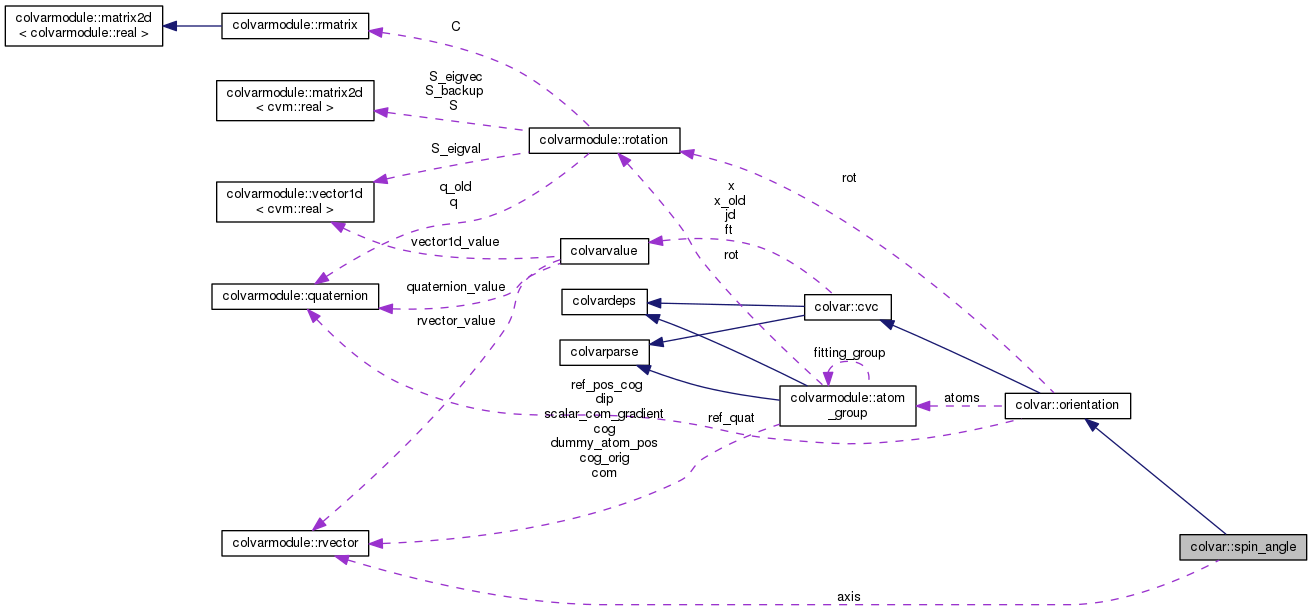 colvarmodule::matrix2d
< colvarmodule::real >
colvarmodule::rmatrix
C
S_eigvec
S_backup
S
colvarmodule::matrix2d
< cvm::real >
colvarmodule::rotation
S_eigval
rot
colvarmodule::vector1d
< cvm::real >
q_old
q
x
x_old
jd
ft
vector1d_value
colvarvalue
rot
quaternion_value
colvarmodule::quaternion
colvardeps
colvar::cvc
rvector_value
colvarparse
fitting_group
ref_pos_cog
dip
scalar_com_gradient
cog
dummy_atom_pos
cog_orig
com
ref_quat
colvarmodule::atom
_group
atoms
colvar::orientation
colvarmodule::rvector
colvar::spin_angle
axis